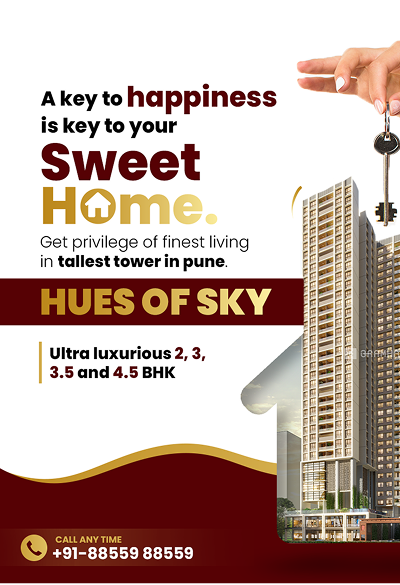 A key to happiness
is key to your
Sweet
Home.
Get privilege of finest living
in tallest tower in pune.
HUES OF SKY
Ultra luxurious 2, 3,
3.5 and 4.5 BHK
CALL ANY TIME
+91-88559 88559